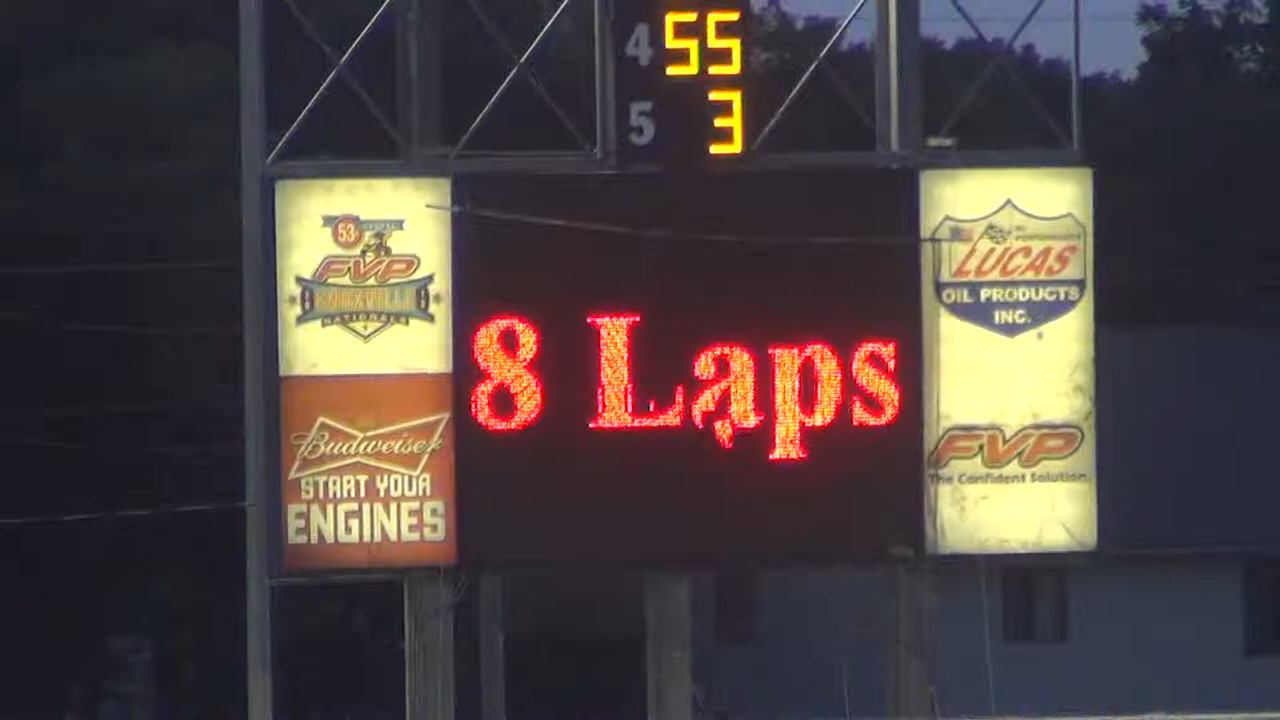 4 55
5 3
53
FVP
KNOXVILLE
NATIONALS
Budweiser
START YOUR
ENGINES
8 Laps
LUCAS
OIL PRODUCTS
INC.
®
FVP
The Confident Solution